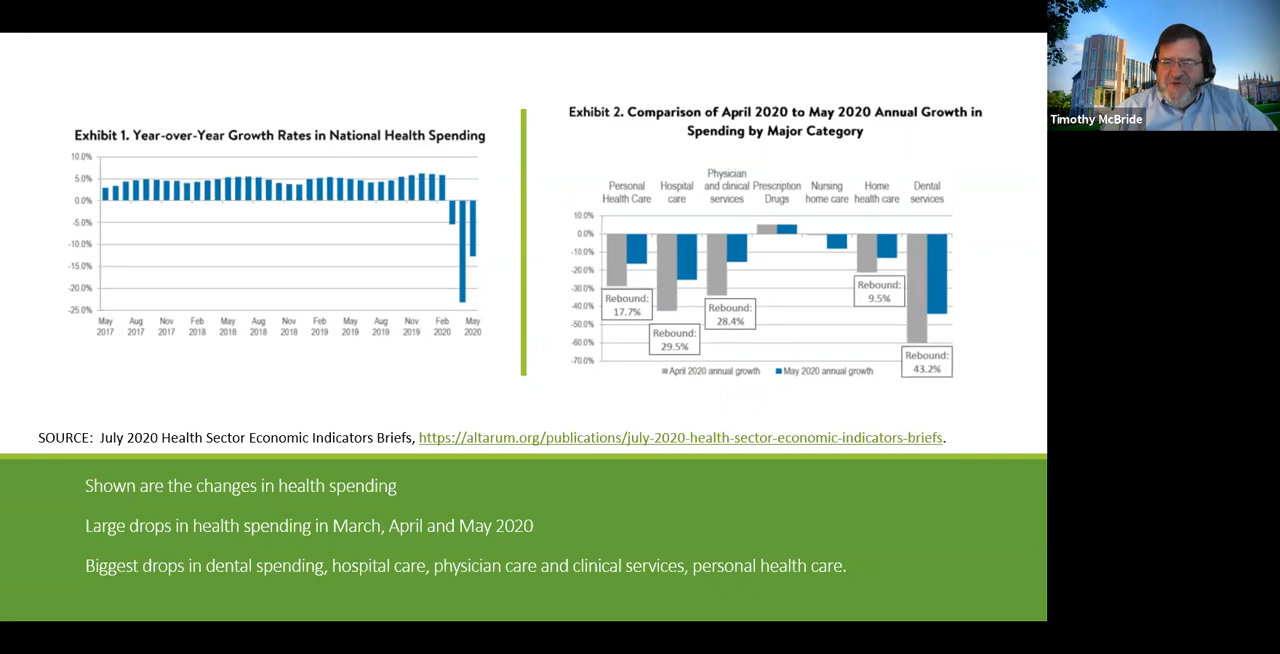 Timothy McBride
Exhibit 1. Year-over-Year Growth Rates in National Health Spending
10.0%
5.0%
0.0%
-5.0%
-10.0%
-15.0%
-20.0%
-25.0%
May Aug Nov Feb May Aug Nov Feb May Aug Nov Feb May
2017 2017 2017 2018 2018 2018 2018 2019 2019 2019 2019 2020 2020
Exhibit 2. Comparison of April 2020 to May 2020 Annual Growth in
Spending by Major Category
Personal
Health Care
Hospital
care
Physician
and clinical
services
Prescription
Drugs
Nursing
home care
Home
health care
Dental
services
10.0%
0.0%
-10.0%
-20.0%
-30.0%
-40.0%
-50.0%
-60.0%
-70.0%
Rebound:
17.7%
Rebound:
29.5%
Rebound:
28.4%
Rebound:
9.5%
Rebound:
43.2%
April 2020 annual growth
May 2020 annual growth
SOURCE: July 2020 Health Sector Economic Indicators Briefs, https://altarum.org/publications/july-2020-health-sector-economic-indicators-briefs.
Shown are the changes in health spending
Large drops in health spending in March, April and May 2020
Biggest drops in dental spending, hospital care, physician care and clinical services, personal health care.